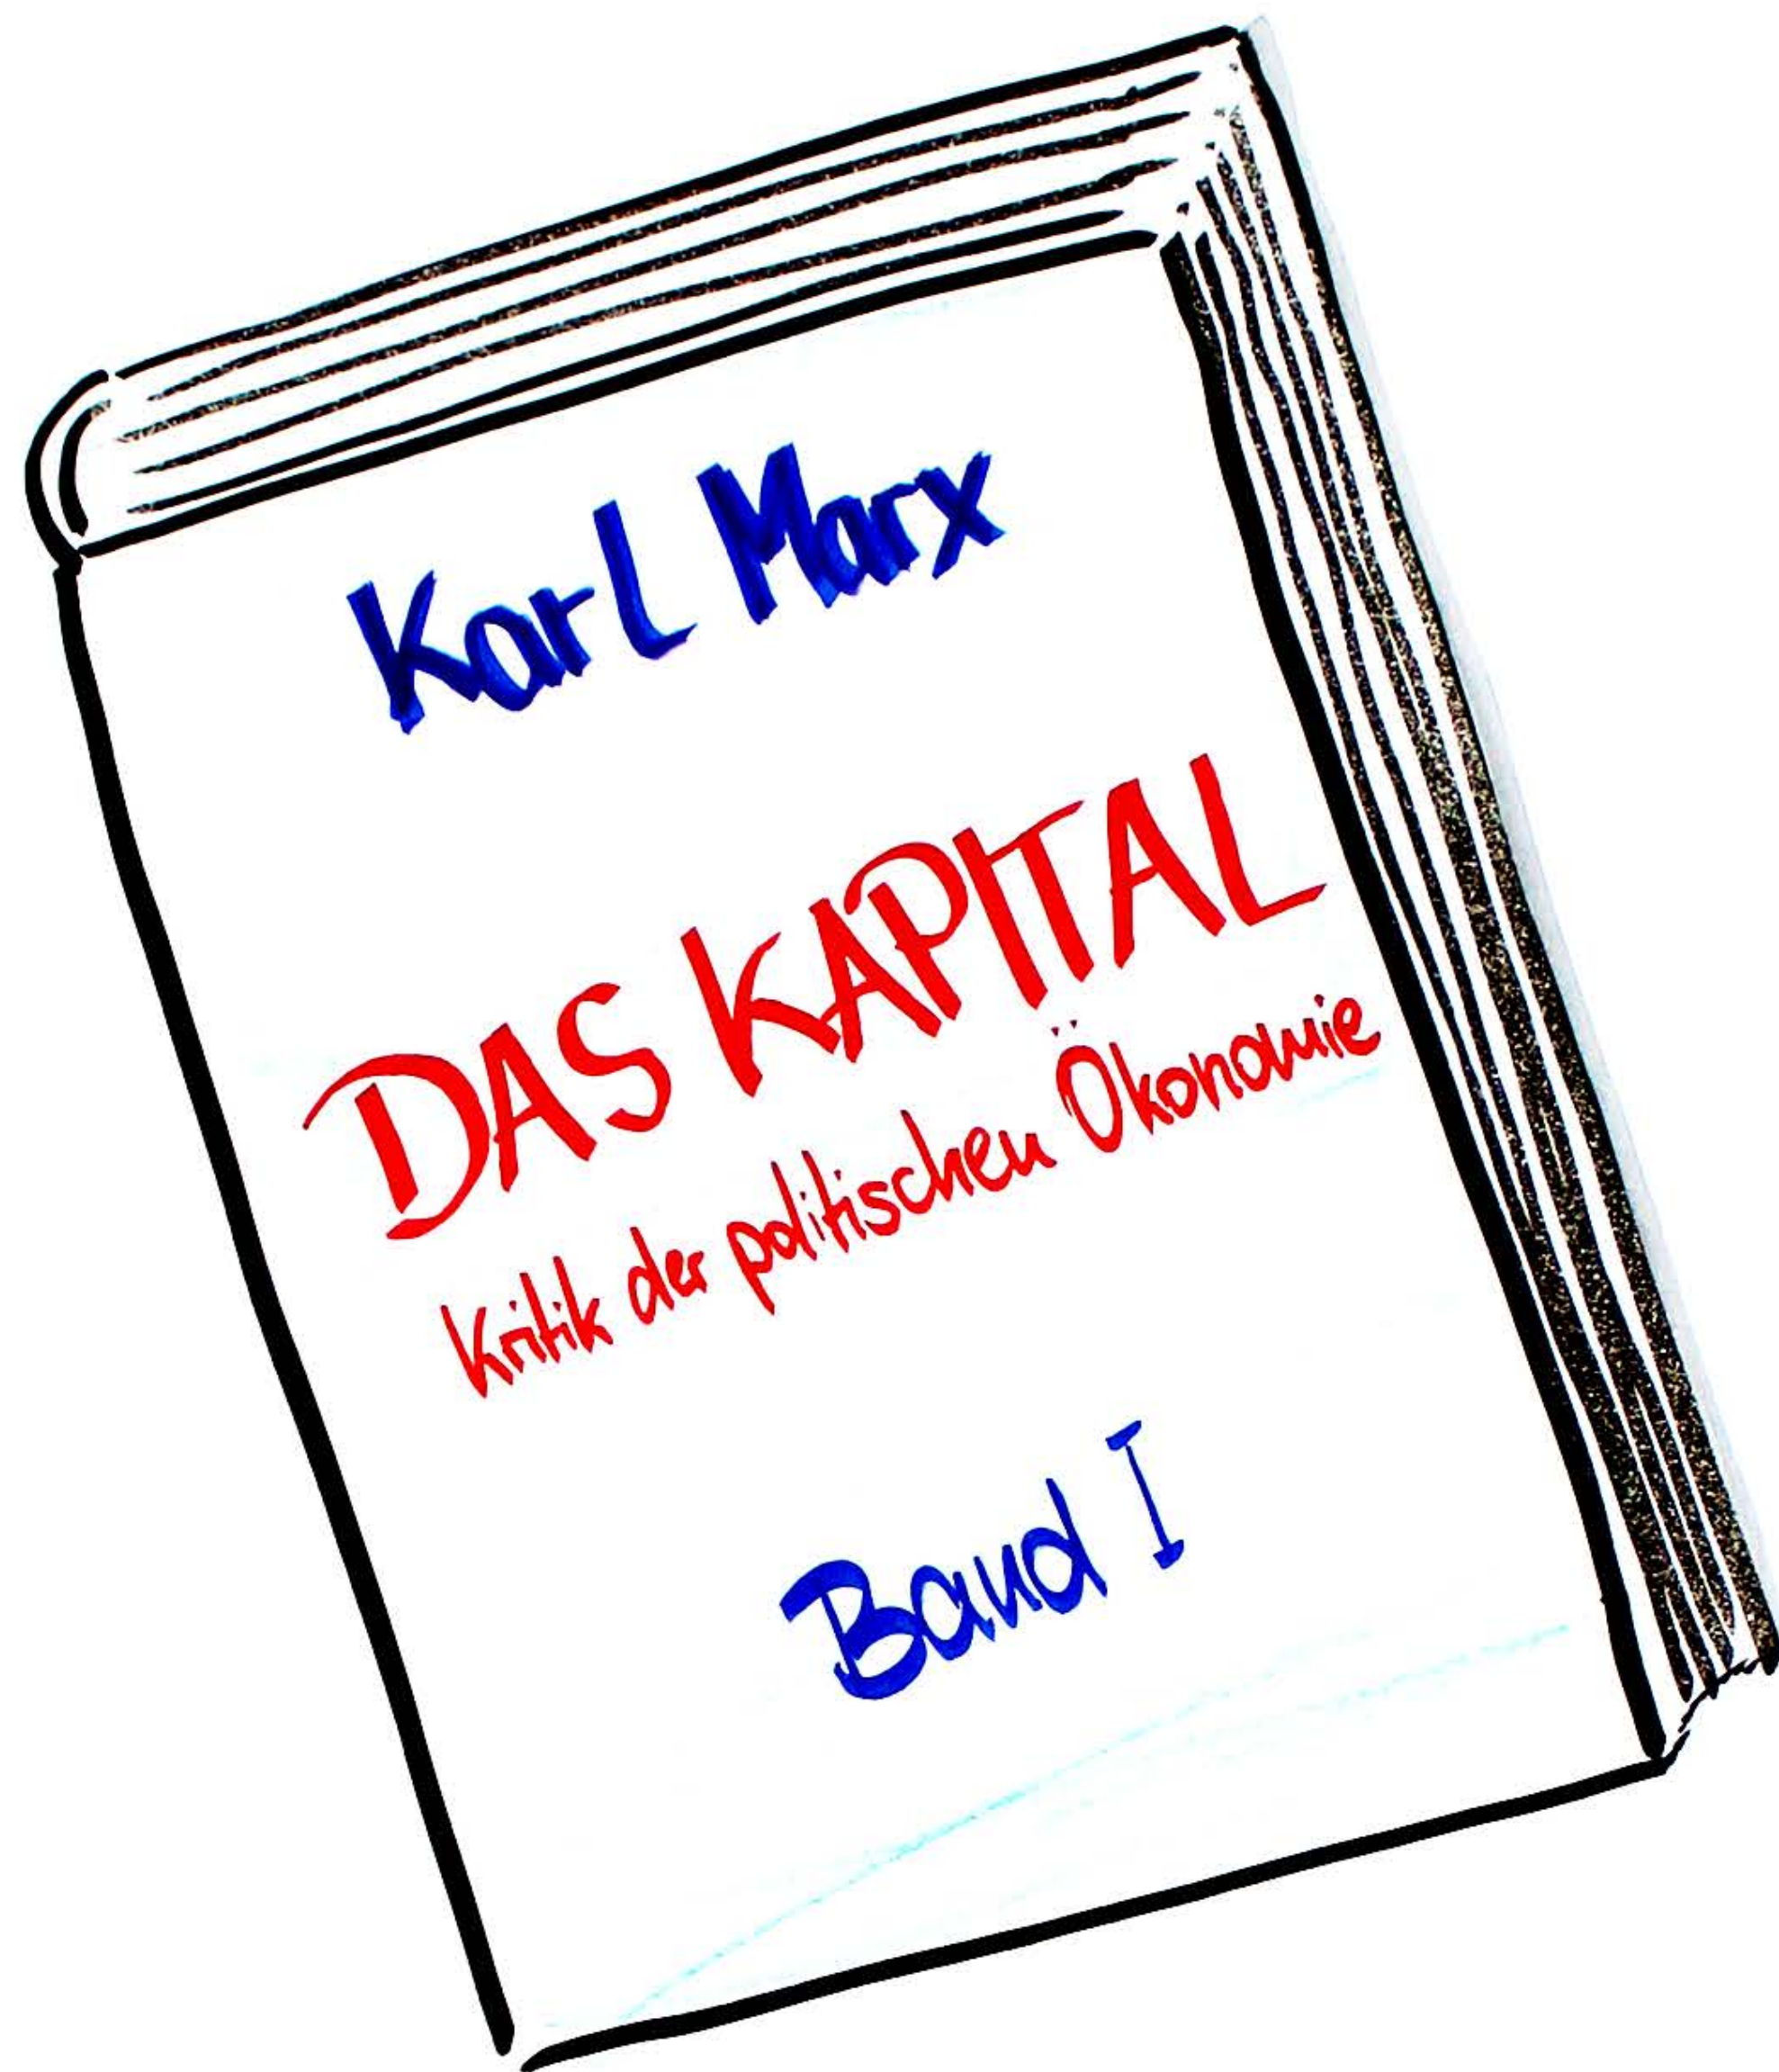 Karl Marx
DAS KAPITAL
Kritik der politischen Ökonomie
Band I